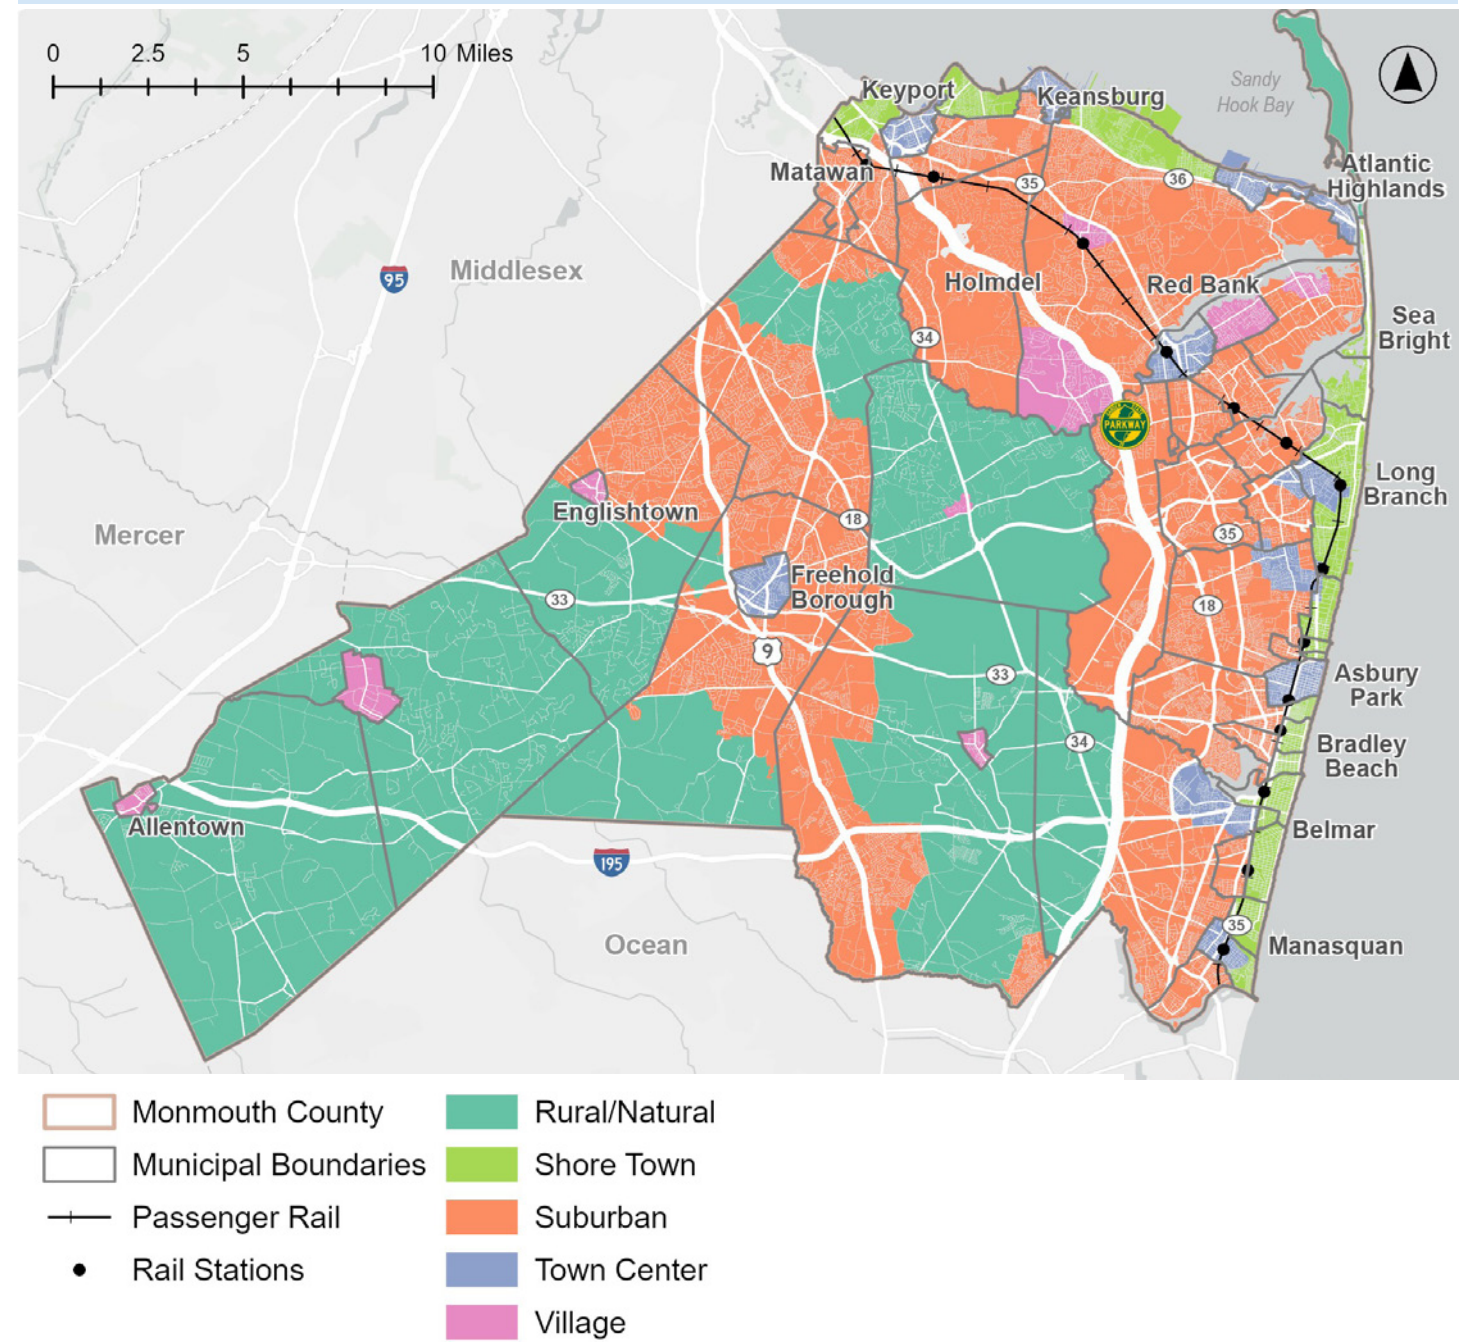 0 2.5 5 10 Miles
Sandy
Hook Bay
Keyport
Keansburg
Matawan
35
36
Atlantic
Highlands
Middlesex
95
Holmdel
Red Bank
34
Sea
Bright
PARKWAY
Englishtown
18
Long
Branch
Mercer
35
Freehold
Borough
33
18
9
33
Asbury
Park
34
Bradley
Beach
Allentown
Belmar
195
Ocean
35
Manasquan
Monmouth County
Municipal Boundaries
Passenger Rail
Rail Stations
Rural/Natural
Shore Town
Suburban
Town Center
Village